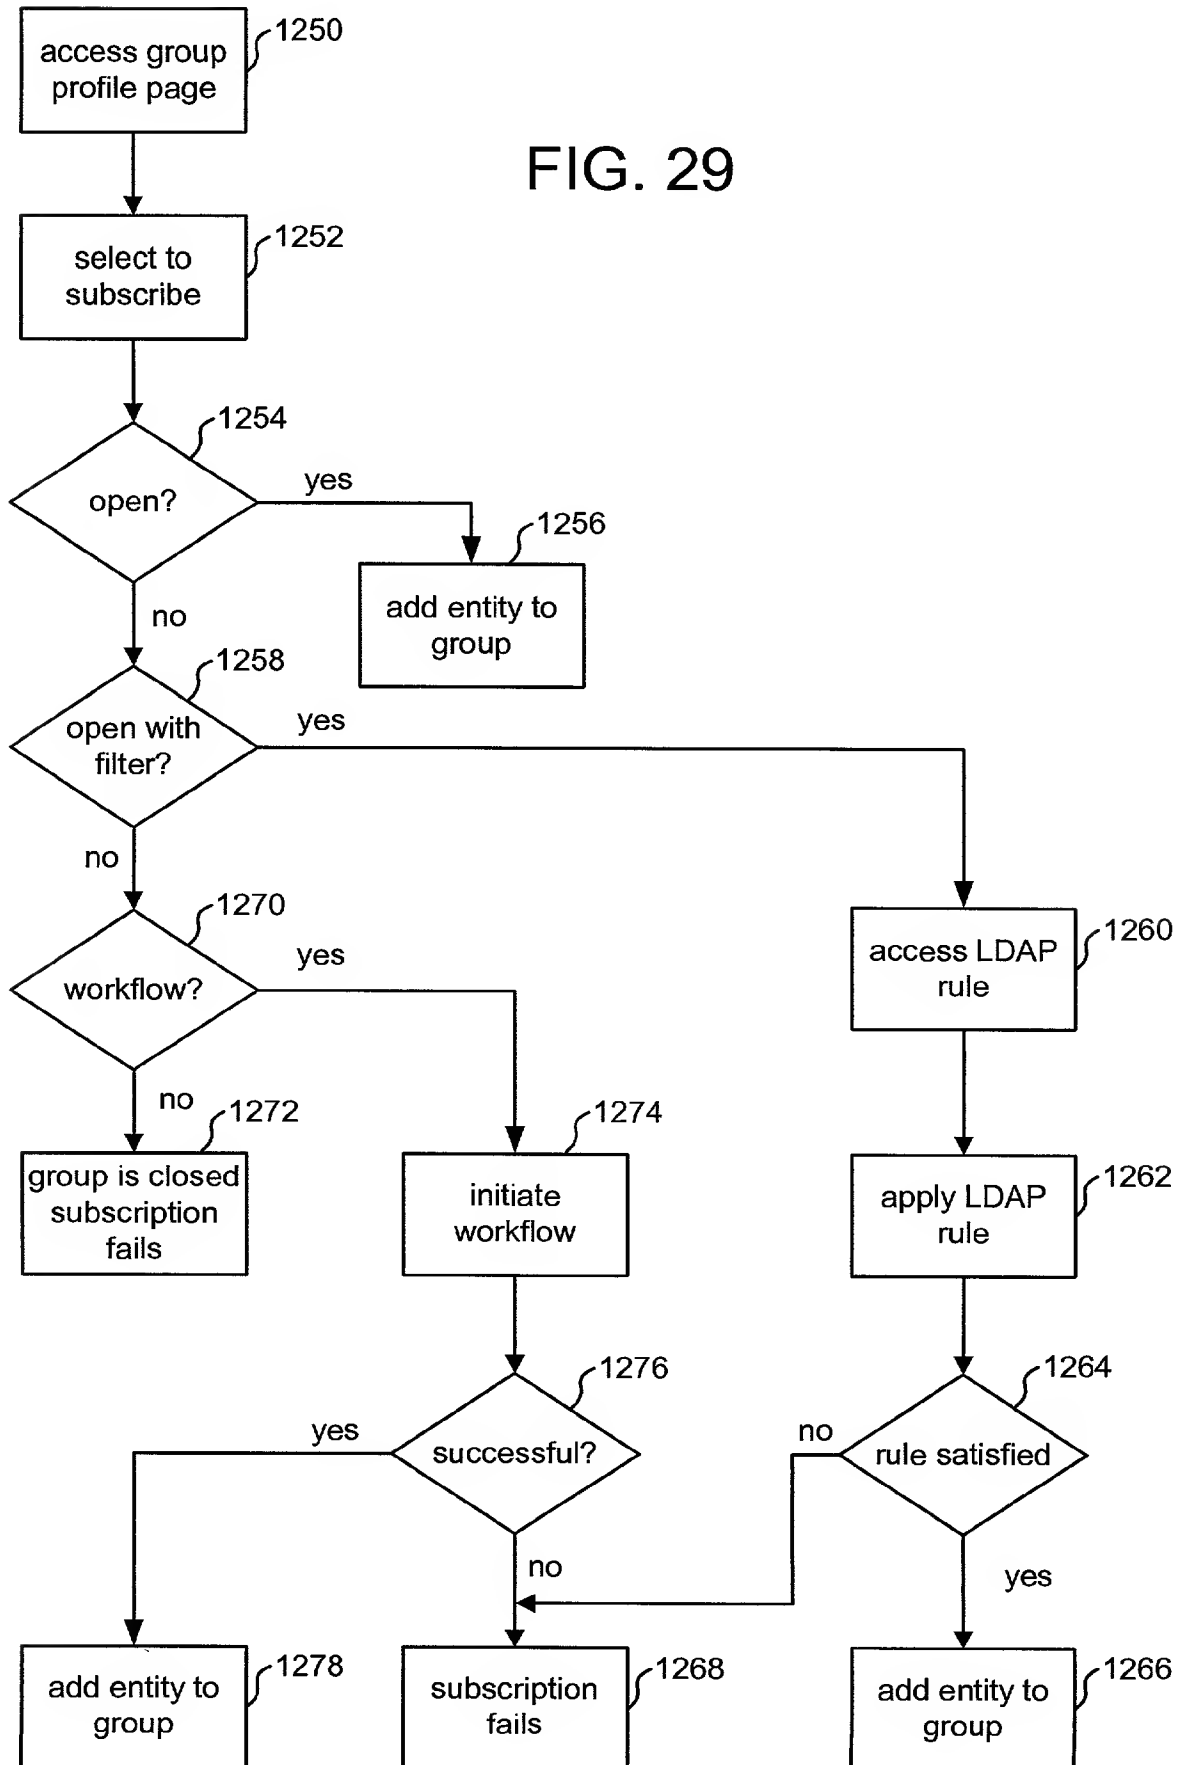 1250
access group
profile page
FIG. 29
1252
select to
subscribe
1254
open?
yes
1256
add entity to
group
no
1258
open with
filter?
yes
no
1270
workflow?
yes
1260
access LDAP
rule
no
1272
group is closed
subscription
fails
1274
initiate
workflow
1262
apply LDAP
rule
1276
successful?
yes
no
1264
rule satisfied
no
yes
1278
add entity to
group
1268
subscription
fails
1266
add entity to
group